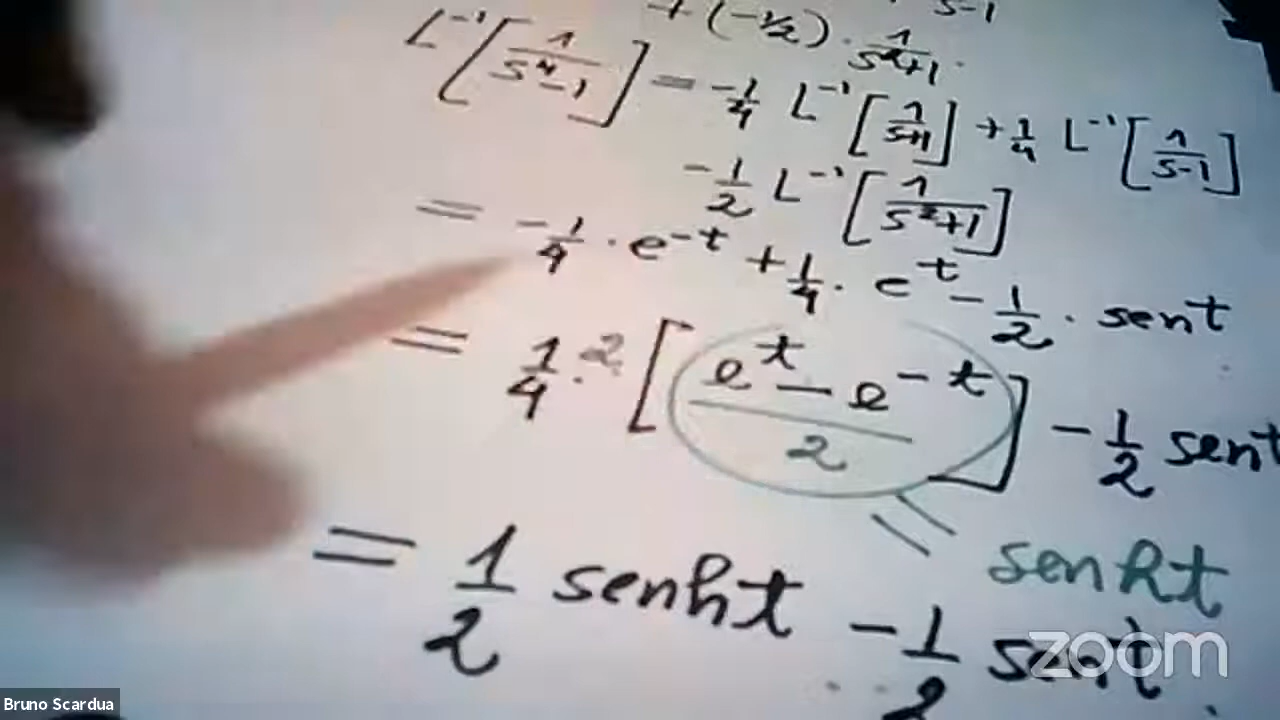 + (-1/2) · 1/s²+1 s-1
L⁻¹[1/s⁴-1] = -1/4 L⁻¹[1/s+1] + 1/4 L⁻¹[1/s-1]
-1/2 L⁻¹[1/s²+1]
= -1/4 · e⁻ᵗ + 1/4 · eᵗ - 1/2 · sent
= 1/4 · 2 [eᵗ - e⁻ᵗ/2] - 1/2 sent
= senht
= 1/2 senht - 1/2 sent.
zoom
Bruno Scardua